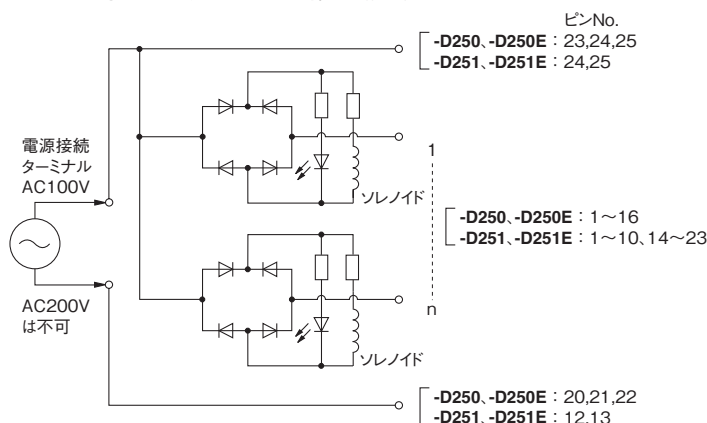 ピンNo.
-D250、-D250E：23,24,25
-D251、-D251E：24,25
電源接続
ターミナル
AC100V
1
ソレノイド
-D250、-D250E：1～16
-D251、-D251E：1～10、14～23
AC200V
は不可
n
ソレノイド
-D250、-D250E：20,21,22
-D251、-D251E：12,13